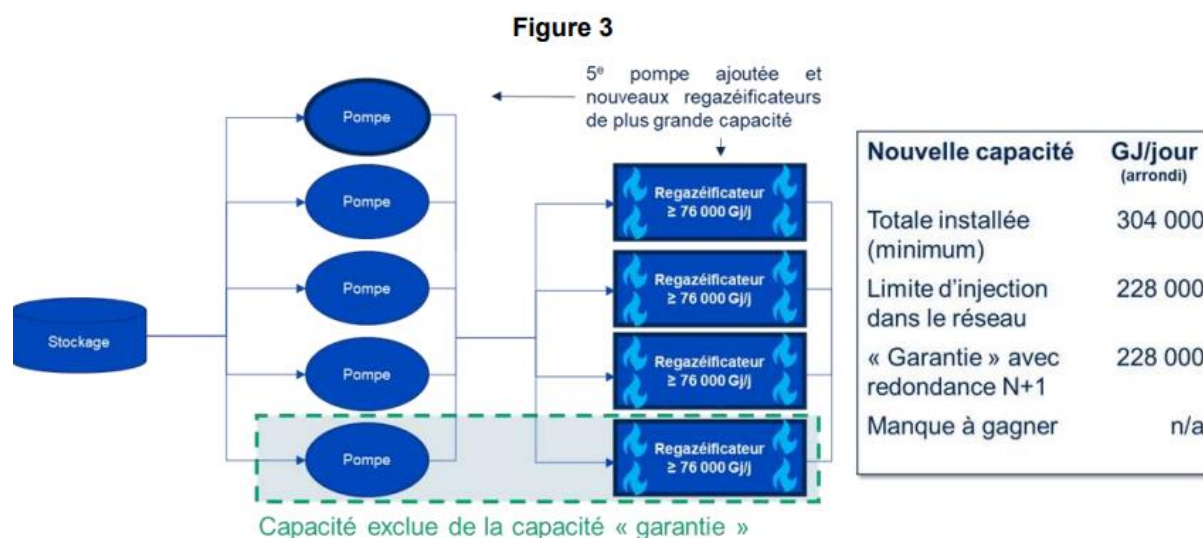 Figure 3
5e pompe ajoutée et
nouveaux regazéificateurs
de plus grande capacité
Stockage
Pompe
Pompe
Pompe
Pompe
Pompe
Regazéificateur
≥ 76 000 Gj/j
Regazéificateur
≥ 76 000 Gj/j
Regazéificateur
≥ 76 000 Gj/j
Regazéificateur
≥ 76 000 Gj/j
Capacité exclue de la capacité « garantie »
Nouvelle capacité GJ/jour
(arrondi)
Totale installée 304 000
(minimum)
Limite d'injection 228 000
dans le réseau
« Garantie » avec 228 000
redondance N+1
Manque à gagner n/a